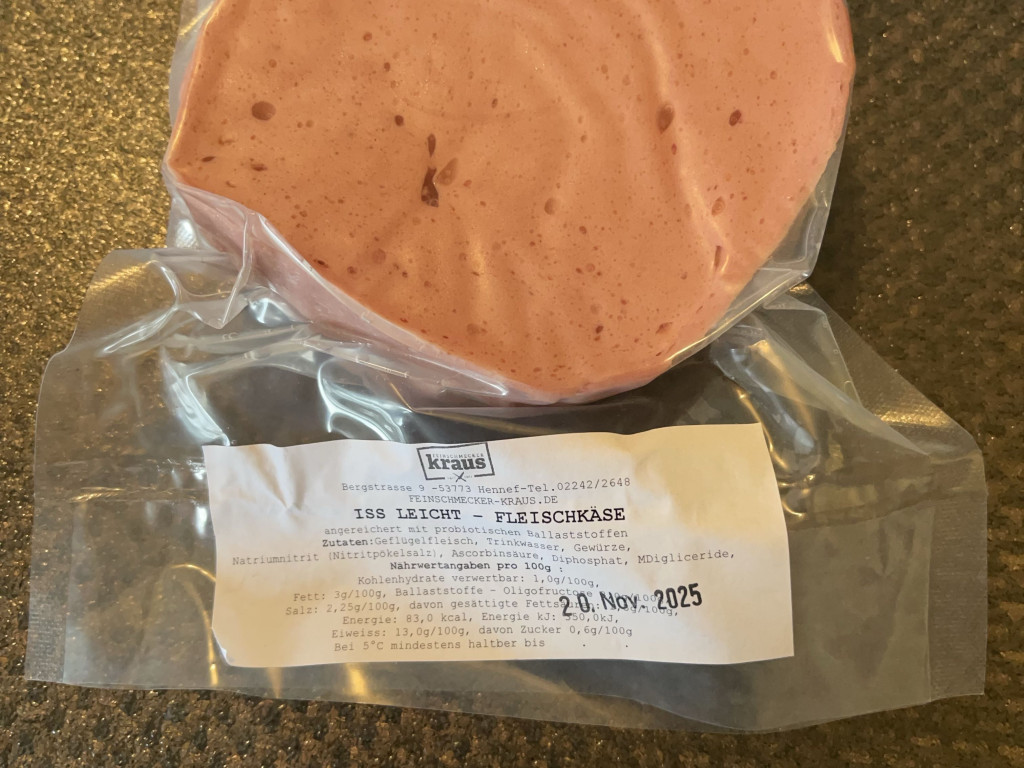 FEINSCHMECKER
kraus
Bergstrasse 9 -53773 Hennef-Tel.02242/2648
FEINSCHMECKER-KRAUS.DE
ISS LEICHT - FLEISCHKÄSE
angereichert mit probiotischen Ballaststoffen
Zutaten:Geflügelfleisch, Trinkwasser, Gewürze,
Natriumnitrit (Nitritpökelsalz), Ascorbinsäure, Diphosphat, MDigliceride,
Nährwertangaben pro 100g :
Kohlenhydrate verwertbar: 1,0g/100g,
Fett: 3g/100g, Ballaststoffe - Oligofructose
Salz: 2,25g/100g, davon gesättigte
20. Nov. 2025
Energie: 83,0 kcal, Energie kJ: 350,0kJ,
Eiweiss: 13,0g/100g, davon Zucker 0,6g/100g
Bei 5°C mindestens haltbar bis . .